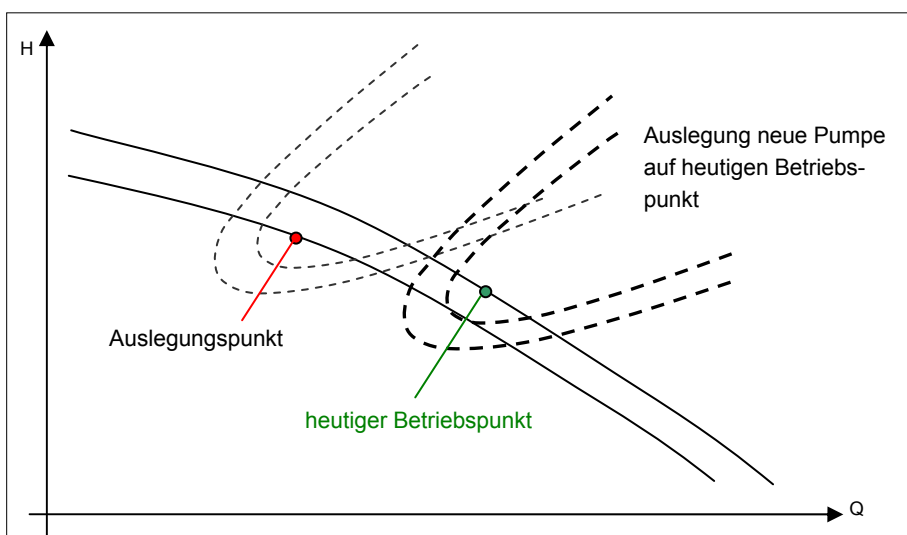 H
Auslegung neue Pumpe
auf heutigen Betriebs-
punkt
Auslegungspunkt
heutiger Betriebspunkt
Q